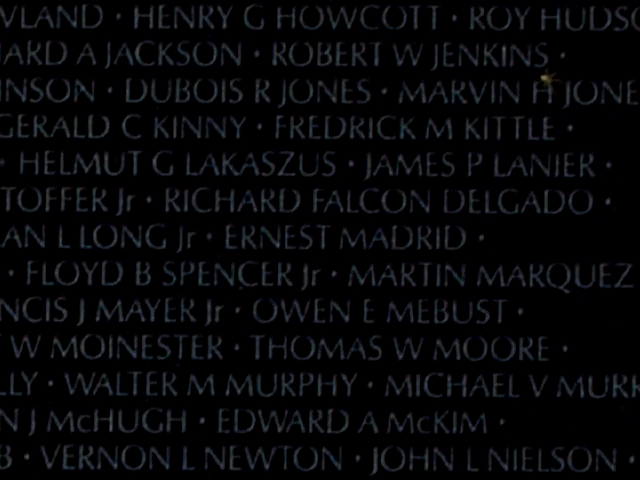 VLAND · HENRY G HOWCOTT · ROY HUDSO
ARD A JACKSON · ROBERT W JENKINS ·
NSON · DUBOIS R JONES · MARVIN H JONE
GERALD C KINNY · FREDRICK M KITTLE ·
· HELMUT G LAKASZUS · JAMES P LANIER ·
TOFFER Jr · RICHARD FALCON DELGADO ·
AN L LONG Jr · ERNEST MADRID ·
· FLOYD B SPENCER Jr · MARTIN MARQUEZ
NCIS J MAYER Jr · OWEN E MEBUST ·
W MOINESTER · THOMAS W MOORE ·
LLY · WALTER M MURPHY · MICHAEL V MURR
N J McHUGH · EDWARD A McKIM ·
B · VERNON L NEWTON · JOHN L NIELSON ·